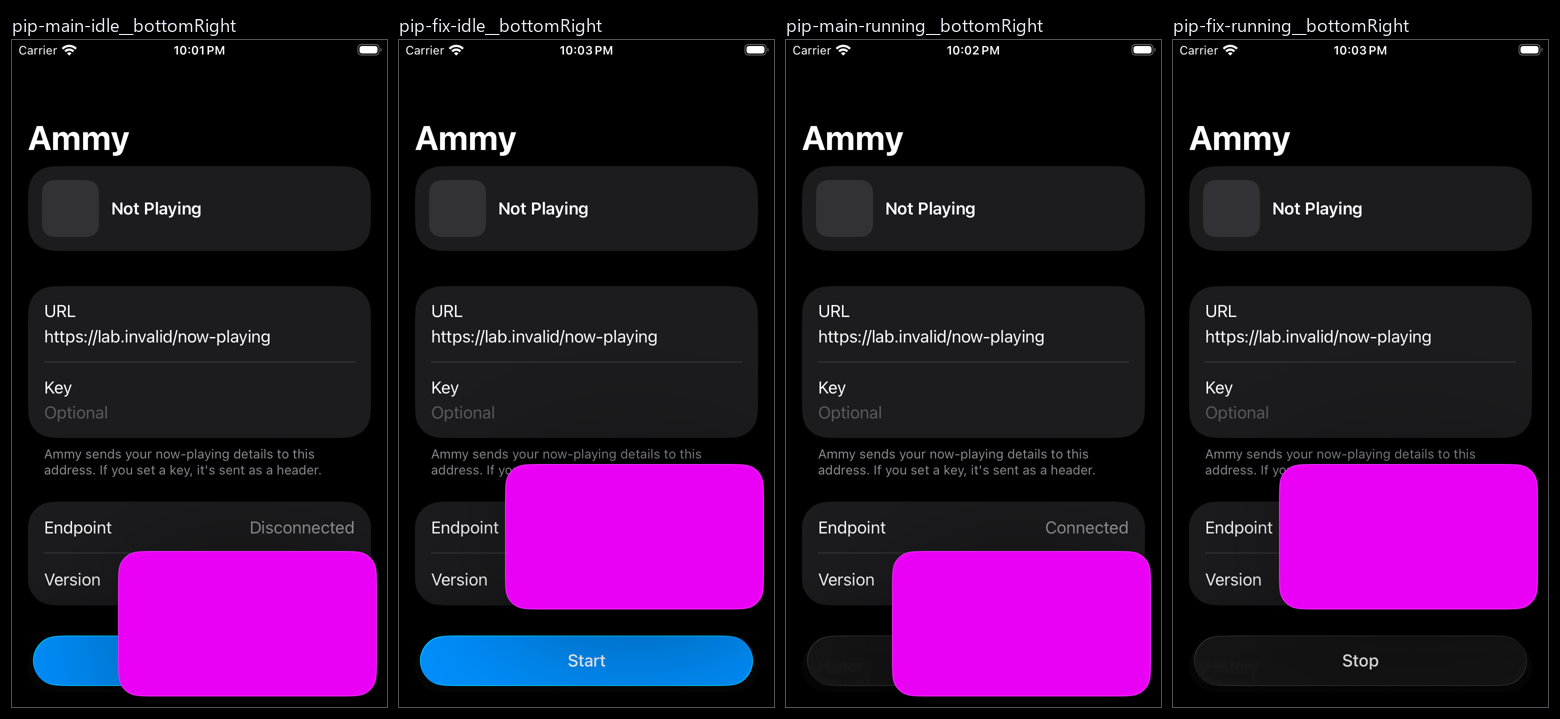 pip-main-idle__bottomRight
Carrier 10:01 PM
Ammy
Not Playing
URL
https://lab.invalid/now-playing
Key
Optional
Ammy sends your now-playing details to this
address. If you set a key, it's sent as a header.
Endpoint Disconnected
Version
pip-fix-idle__bottomRight
Carrier 10:03 PM
Ammy
Not Playing
URL
https://lab.invalid/now-playing
Key
Optional
Ammy sends your now-playing details to this
address. If
Endpoint
Version
Start
pip-main-running__bottomRight
Carrier 10:02 PM
Ammy
Not Playing
URL
https://lab.invalid/now-playing
Key
Optional
Ammy sends your now-playing details to this
address. If you set a key, it's sent as a header.
Endpoint Connected
Version
pip-fix-running__bottomRight
Carrier 10:03 PM
Ammy
Not Playing
URL
https://lab.invalid/now-playing
Key
Optional
Ammy sends your now-playing details to this
address. If
Endpoint
Version
Stop